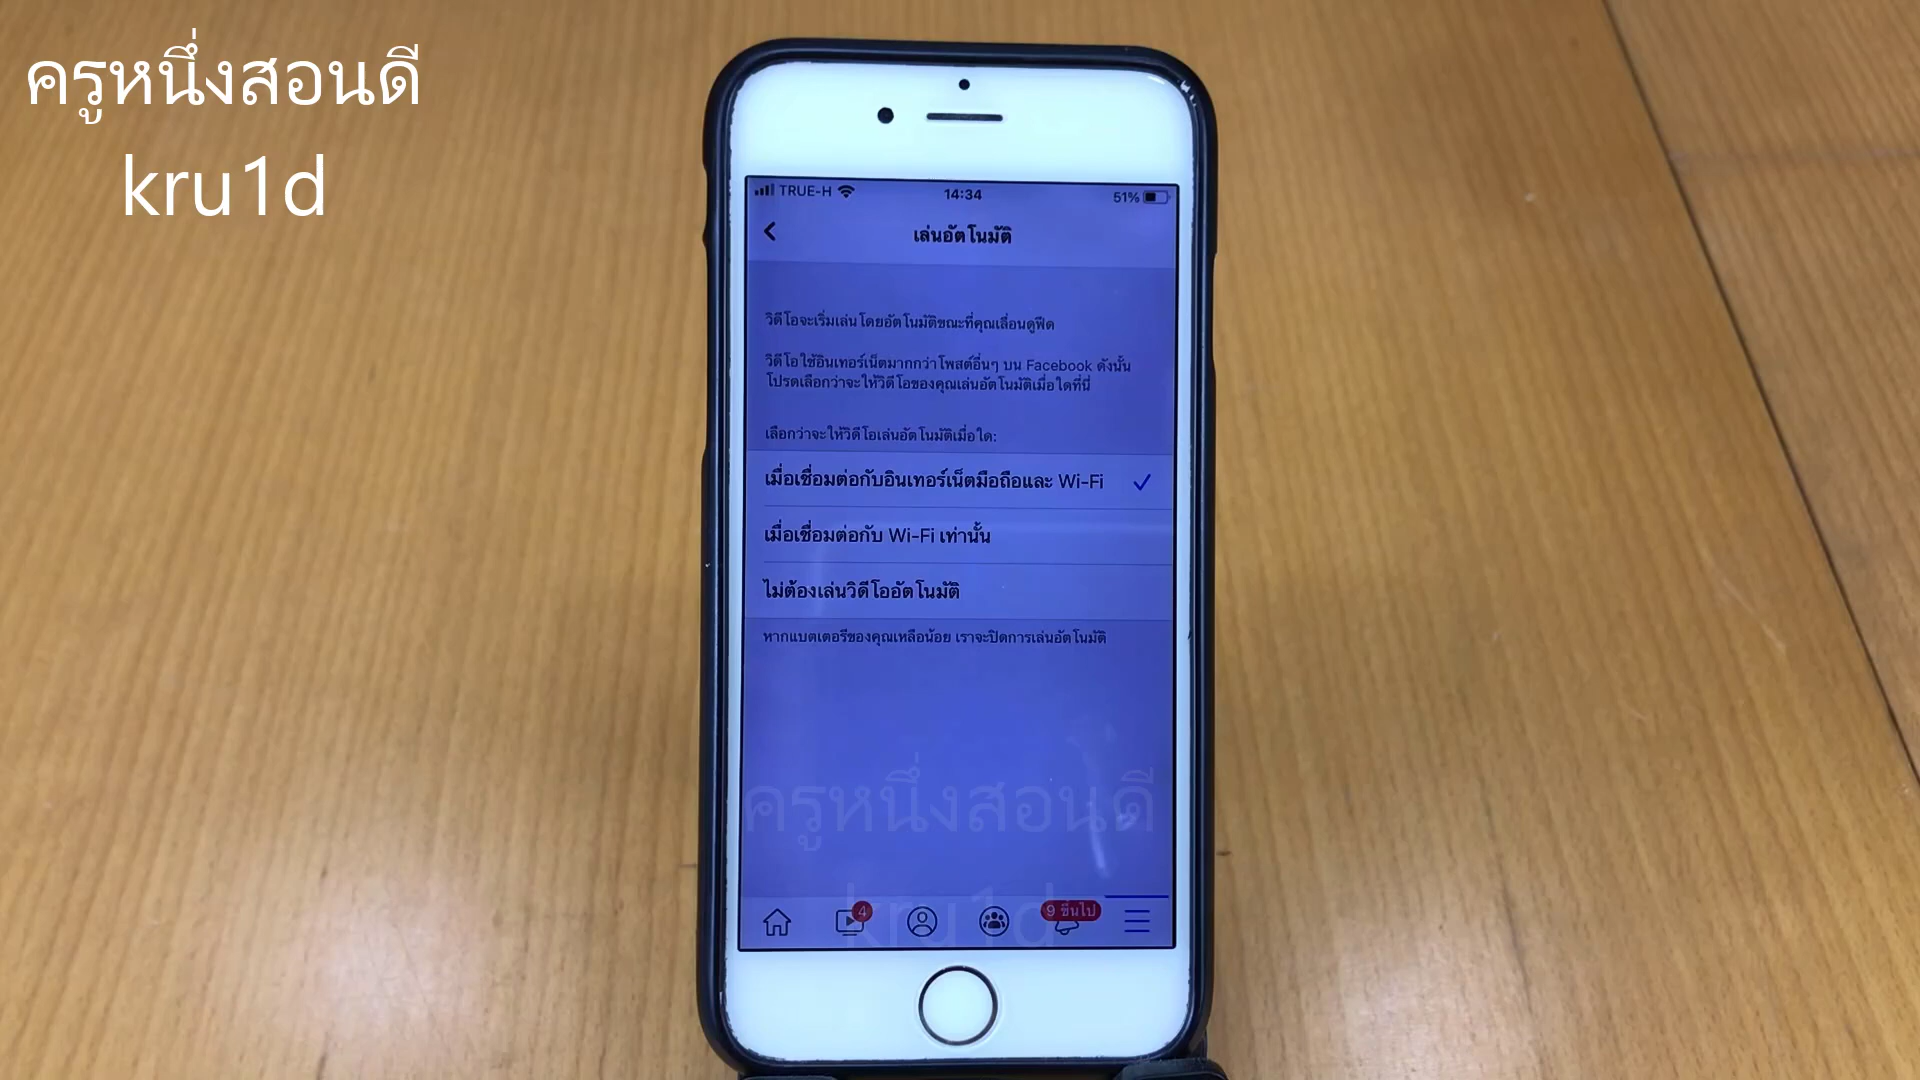 ครูหนึ่งสอนดี
kru1d
TRUE-H 14:34 51%
เล่นอัตโนมัติ
วิดีโอจะเริ่มเล่นโดยอัตโนมัติขณะที่คุณเลื่อนดูฟีด
วิดีโอใช้อินเทอร์เน็ตมากกว่าโพสต์อื่นๆ บน Facebook ดังนั้น
โปรดเลือกว่าจะให้วิดีโอของคุณเล่นอัตโนมัติเมื่อใดที่นี่
เลือกว่าจะให้วิดีโอเล่นอัตโนมัติเมื่อใด:
เมื่อเชื่อมต่อกับอินเทอร์เน็ตมือถือและ Wi-Fi
เมื่อเชื่อมต่อกับ Wi-Fi เท่านั้น
ไม่ต้องเล่นวิดีโออัตโนมัติ
หากแบตเตอรีของคุณเหลือน้อย เราจะปิดการเล่นอัตโนมัติ
ครูหนึ่งสอนดี
kru1d
4
9 ขึ้นไป